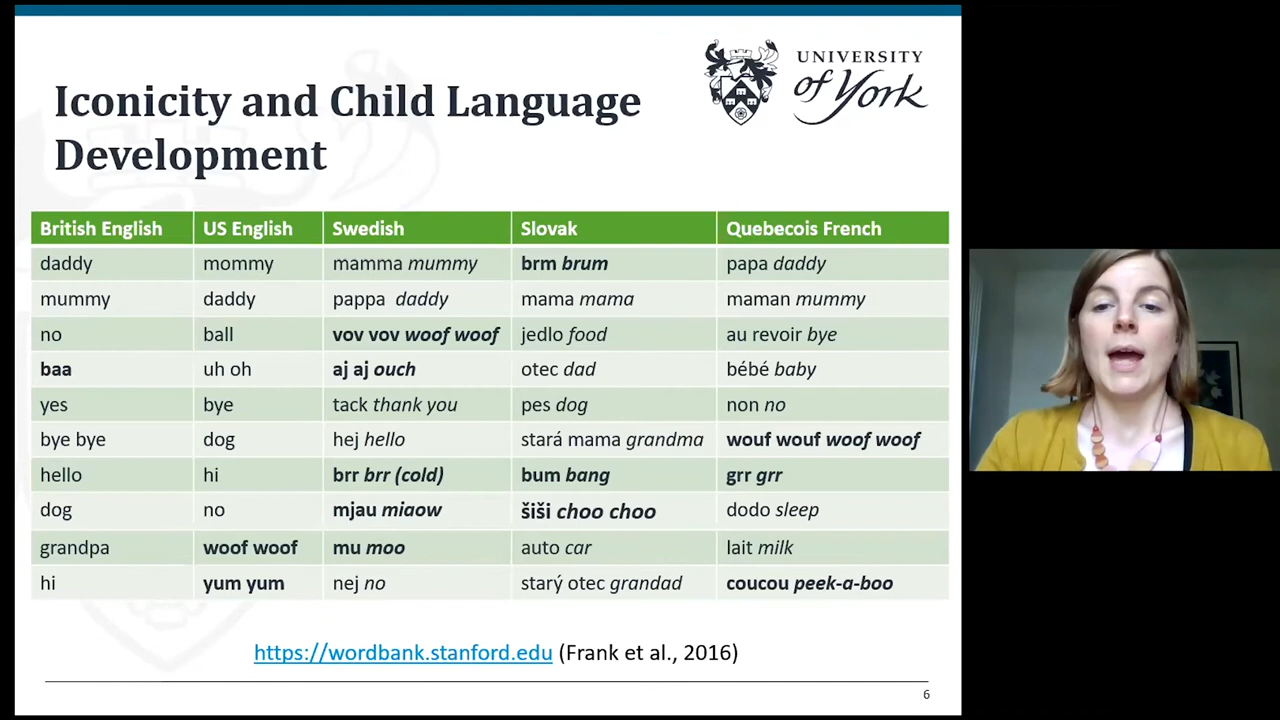 UNIVERSITY
of York
Iconicity and Child Language
Development
British English US English Swedish Slovak Quebecois French
daddy mommy mamma mummy brm brum papa daddy
mummy daddy pappa daddy mama mama maman mummy
no ball vov vov woof woof jedlo food au revoir bye
baa uh oh aj aj ouch otec dad bébé baby
yes bye tack thank you pes dog non no
bye bye dog hej hello stará mama grandma wouf wouf woof woof
hello hi brr brr (cold) bum bang grr grr
dog no mjau miaow šiši choo choo dodo sleep
grandpa woof woof mu moo auto car lait milk
hi yum yum nej no starý otec grandad coucou peek-a-boo
https://wordbank.stanford.edu (Frank et al., 2016)
6